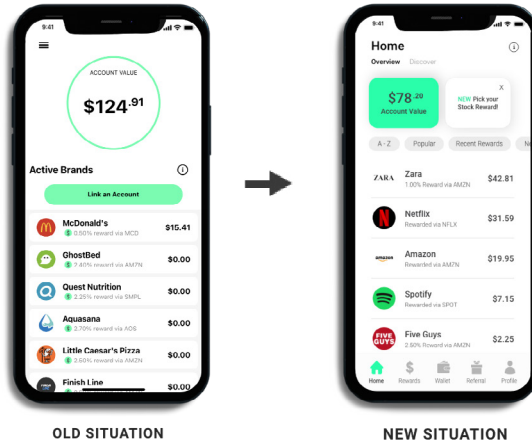 9:41
ACCOUNT VALUE
$124.91
Active Brands
Link an Account
McDonald's
0.50% reward via MCD
$15.41
GhostBed
2.40% reward via AMZN
$0.00
Quest Nutrition
2.25% reward via SMPL
$0.00
Aquasana
2.70% reward via AOS
$0.00
Little Caesar's Pizza
2.60% reward via AMZN
$0.00
Finish Line
$0.00
OLD SITUATION
9:41
Home
Overview Discover
$78.20
Account Value
X
NEW Pick your
Stock Reward!
A - Z Popular Recent Rewards
ZARA
Zara
1.00% Reward via AMZN
$42.81
Netflix
Rewarded via NFLX
$31.59
amazon
Amazon
Rewarded via AMZN
$19.95
Spotify
Rewarded via SPOT
$7.15
FIVE
GUYS
Five Guys
2.80% Reward via AMZN
$2.25
Home Rewards Wallet Referral Profile
NEW SITUATION